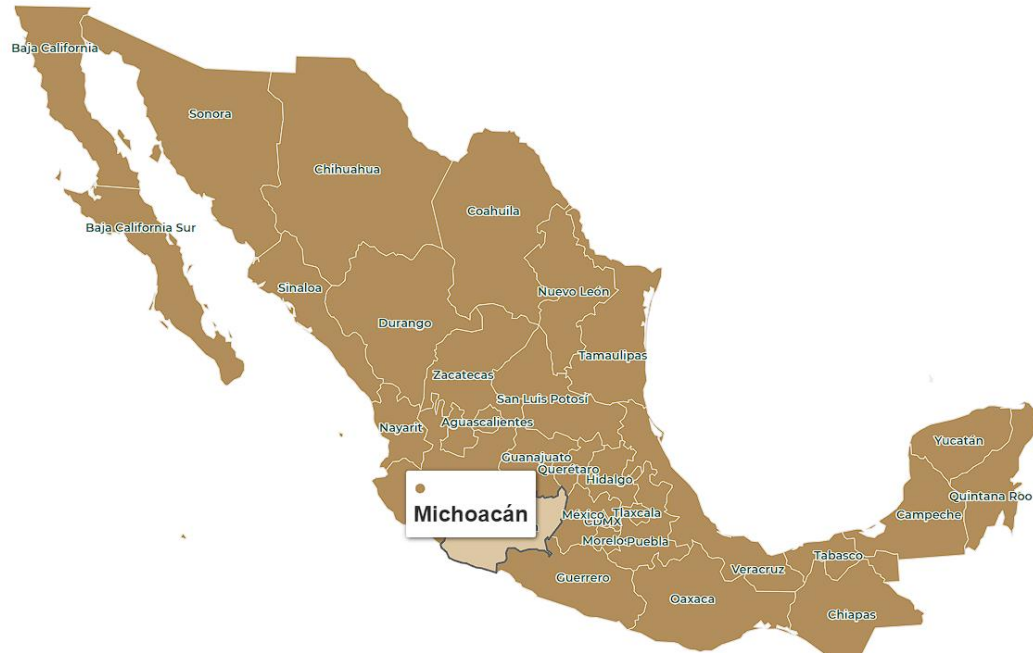 Baja California
Sonora
Chihuahua
Coahuila
Baja California Sur
Sinaloa
Nuevo León
Durango
Tamaulipas
Zacatecas
San Luis Potosí
Nayarit
Aguascalientes
Yucatán
Guanajuato
Querétaro
Hidalgo
Quintana Roo
Michoacán
México
Tlaxcala
CDMX
Campeche
Morelos
Puebla
Tabasco
Veracruz
Guerrero
Oaxaca
Chiapas